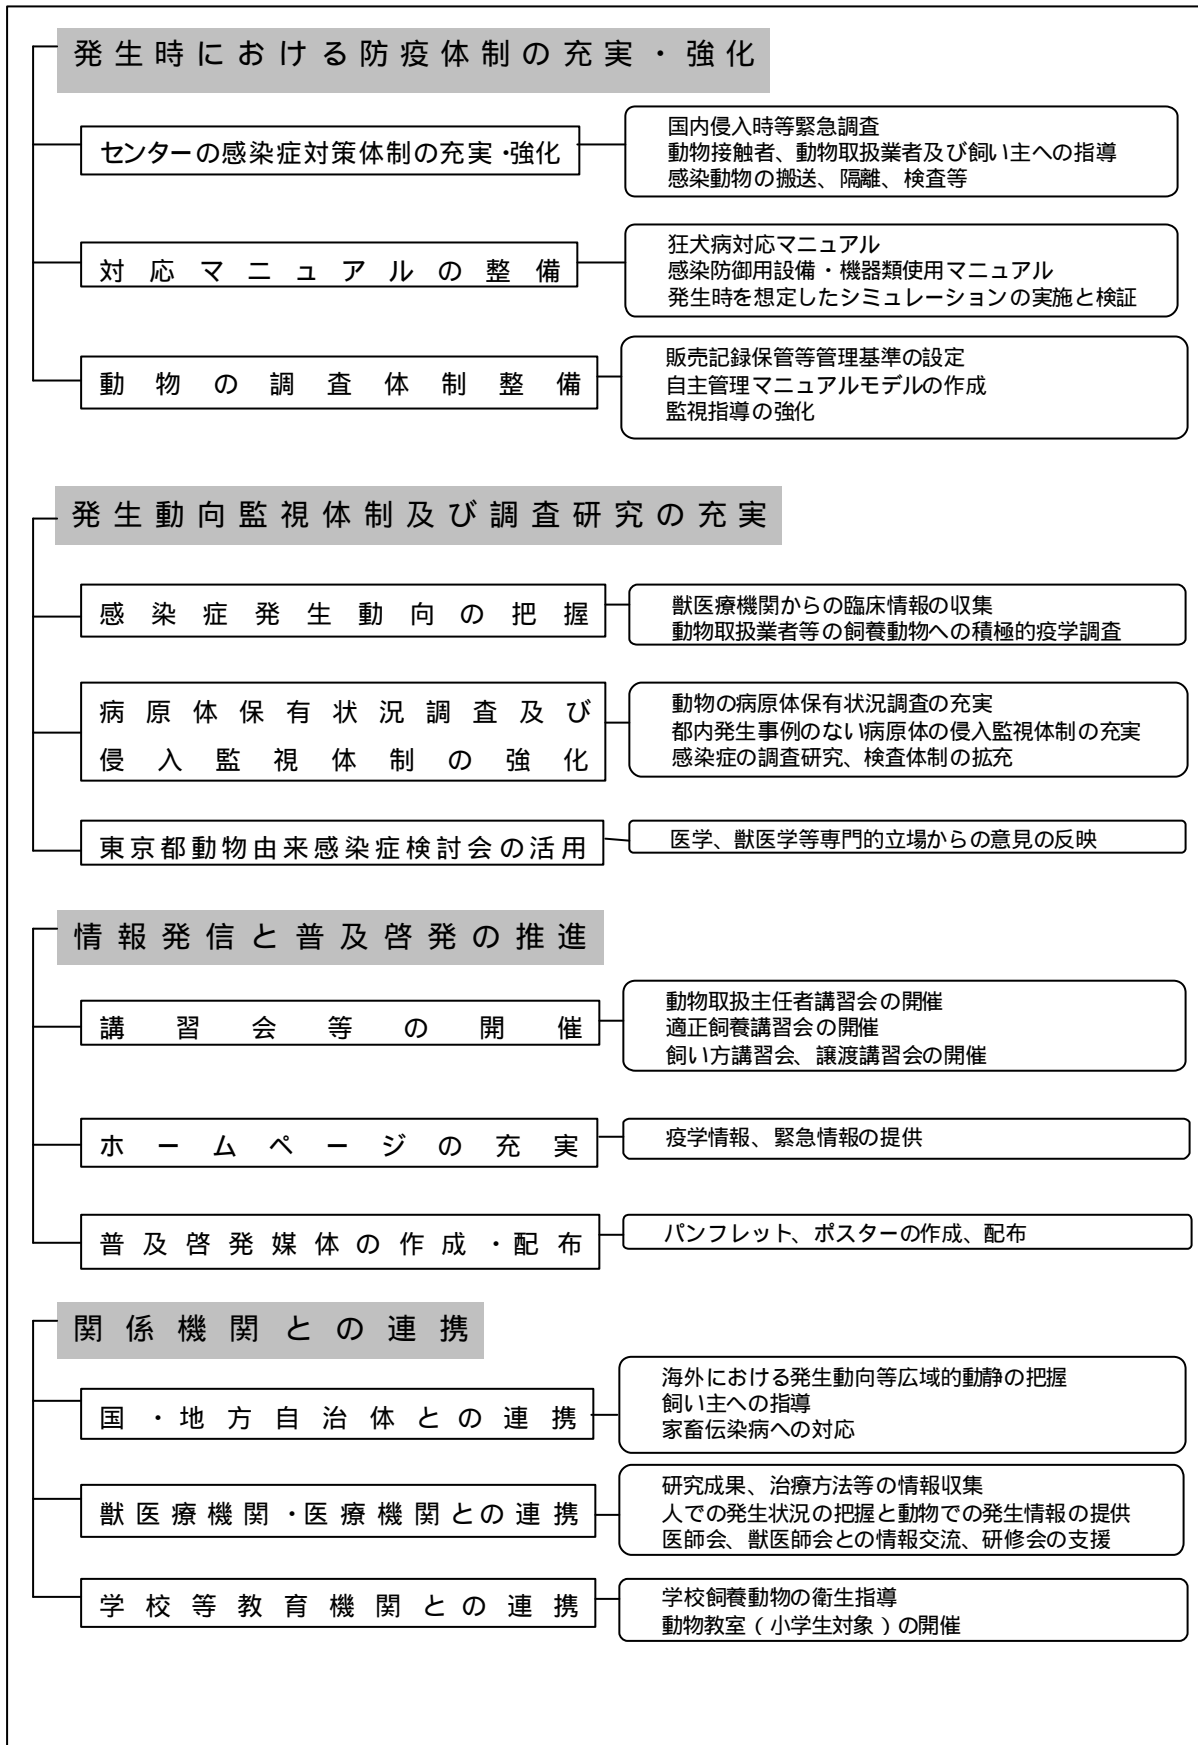 発生時における防疫体制の充実・強化
センターの感染症対策体制の充実・強化
国内侵入時等緊急調査
動物接触者、動物取扱業者及び飼い主への指導
感染動物の搬送、隔離、検査等
対応マニュアルの整備
狂犬病対応マニュアル
感染防御用設備・機器類使用マニュアル
発生時を想定したシミュレーションの実施と検証
動物の調査体制整備
販売記録保管等管理基準の設定
自主管理マニュアルモデルの作成
監視指導の強化
発生動向監視体制及び調査研究の充実
感染症発生動向の把握
獣医療機関からの臨床情報の収集
動物取扱業者等の飼養動物への積極的疫学調査
病原体保有状況調査及び
侵入監視体制の強化
動物の病原体保有状況調査の充実
都内発生事例のない病原体の侵入監視体制の充実
感染症の調査研究、検査体制の拡充
東京都動物由来感染症検討会の活用
医学、獣医学等専門的立場からの意見の反映
情報発信と普及啓発の推進
講習会等の開催
動物取扱主任者講習会の開催
適正飼養講習会の開催
飼い方講習会、譲渡講習会の開催
ホームページの充実
疫学情報、緊急情報の提供
普及啓発媒体の作成・配布
パンフレット、ポスターの作成、配布
関係機関との連携
国・地方自治体との連携
海外における発生動向等広域的動静の把握
飼い主への指導
家畜伝染病への対応
獣医療機関・医療機関との連携
研究成果、治療方法等の情報収集
人での発生状況の把握と動物での発生情報の提供
医師会、獣医師会との情報交流、研修会の支援
学校等教育機関との連携
学校飼養動物の衛生指導
動物教室(小学生対象)の開催